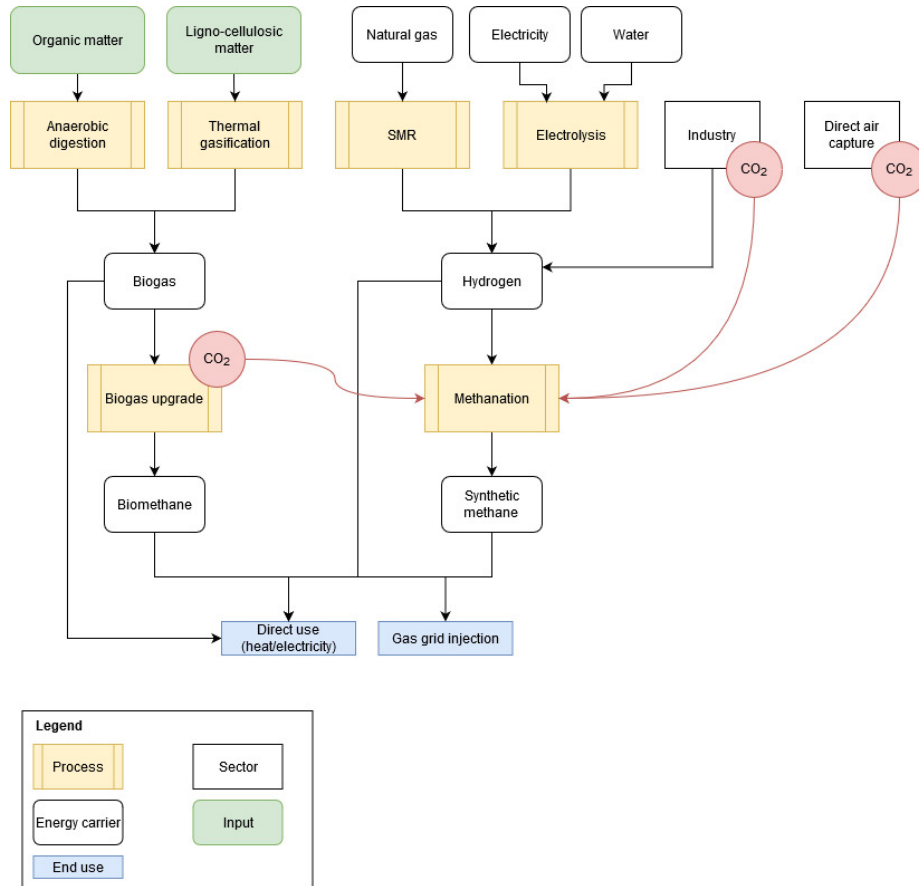 Organic matter
Ligno-cellulosic
matter
Natural gas
Electricity
Water
Anaerobic
digestion
Thermal
gasification
SMR
Electrolysis
Industry
Direct air
capture
CO2
CO2
Biogas
Hydrogen
CO2
Biogas upgrade
Methanation
Biomethane
Synthetic
methane
Direct use
(heat/electricity)
Gas grid injection
Legend
Process
Sector
Energy carrier
Input
End use